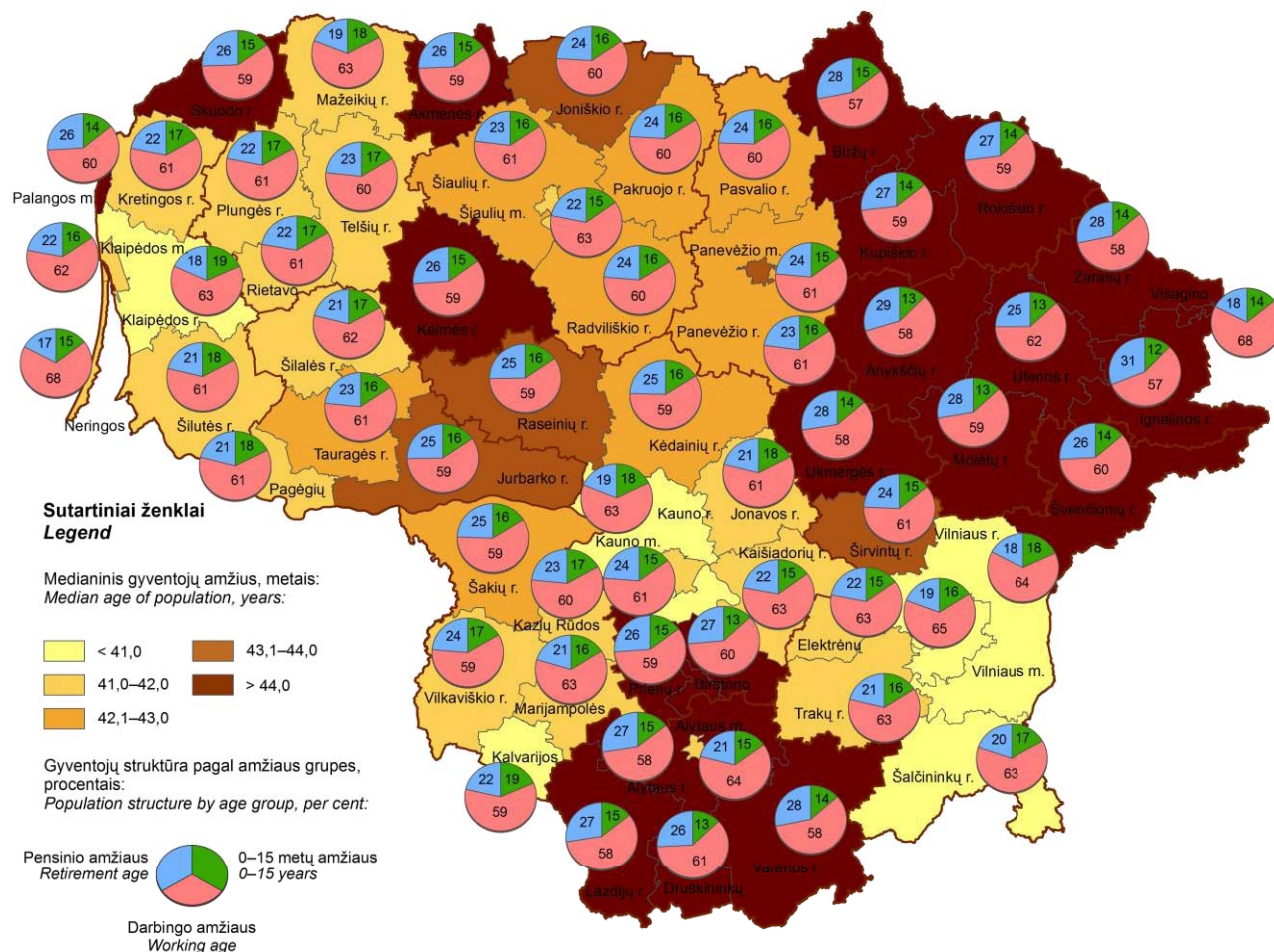 26 15 59
Skuodo r.
19 18 63
Mažeikių r.
26 15 59
Akmenės r.
24 16 60
Joniškio r.
28 15 57
Biržų r.
26 14 60
Palangos m.
22 17 61
Kretingos r.
22 17 61
Plungės r.
23 17 60
Telšių r.
23 16 61
Šiaulių r.
24 16 60
Pakruojo r.
24 16 60
Pasvalio r.
27 14 59
Rokiškio r.
27 14 59
Kupiškio r.
28 14 58
Zarasų r.
Šiaulių m.
22 15 63
22 16 62
Klaipėdos m.
18 19 63
Klaipėdos r.
22 17 61
Rietavo
26 15 59
Kelmės r.
24 16 60
Radviliškio r.
Panevėžio m.
24 15 61
Panevėžio r.
23 16 61
29 13 58
Anykščių r.
25 13 62
Utenos r.
Visagino
18 14 68
31 12 57
Ignalinos r.
17 15 68
Neringos
21 18 61
Šilutės r.
21 17 62
Šilalės r.
23 16 61
Tauragės r.
25 16 59
Raseinių r.
25 16 59
Kėdainių r.
28 14 58
Ukmergės r.
28 13 59
Molėtų r.
26 14 60
Švenčionių r.
21 18 61
Pagėgių
25 16 59
Jurbarko r.
19 18 63
Kauno r.
21 18 61
Jonavos r.
24 15 61
Širvintų r.
Vilniaus r.
18 18 64
25 16 59
Šakių r.
Kauno m.
24 15 61
23 17 60
Kazlų Rūdos
Kaišiadorių r.
22 15 63
22 15 63
Elektrėnų
19 16 65
Vilniaus m.
24 17 59
Vilkaviškio r.
21 16 63
Marijampolės
26 15 59
Prienų r.
27 13 60
Birštono
21 16 63
Trakų r.
Kalvarijos
22 19 59
27 15 58
Alytaus r.
Alytaus m.
21 15 64
20 17 63
Šalčininkų r.
27 15 58
Lazdijų r.
26 13 61
Druskininkų
28 14 58
Varėnos r.
Sutartiniai ženklai
Legend
Medianinis gyventojų amžius, metais:
Median age of population, years:
< 41,0
41,0–42,0
42,1–43,0
43,1–44,0
> 44,0
Gyventojų struktūra pagal amžiaus grupes,
procentais:
Population structure by age group, per cent:
Pensinio amžiaus
Retirement age
0–15 metų amžiaus
0–15 years
Darbingo amžiaus
Working age